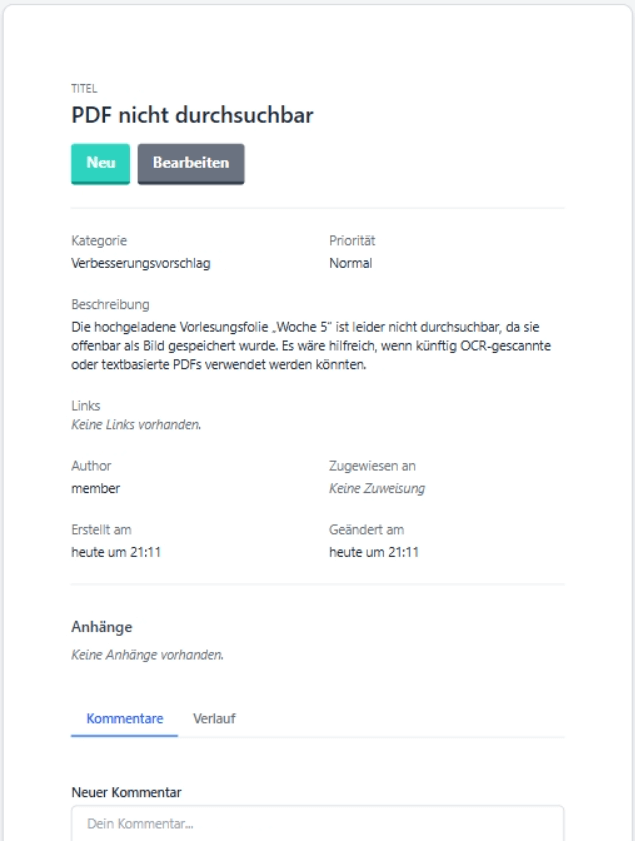 TITEL
PDF nicht durchsuchbar
Neu Bearbeiten
Kategorie Priorität
Verbesserungsvorschlag Normal
Beschreibung
Die hochgeladene Vorlesungsfolie „Woche 5“ ist leider nicht durchsuchbar, da sie
offenbar als Bild gespeichert wurde. Es wäre hilfreich, wenn künftig OCR-gescannte
oder textbasierte PDFs verwendet werden könnten.
Links
Keine Links vorhanden.
Author Zugewiesen an
member Keine Zuweisung
Erstellt am Geändert am
heute um 21:11 heute um 21:11
Anhänge
Keine Anhänge vorhanden.
Kommentare Verlauf
Neuer Kommentar
Dein Kommentar...